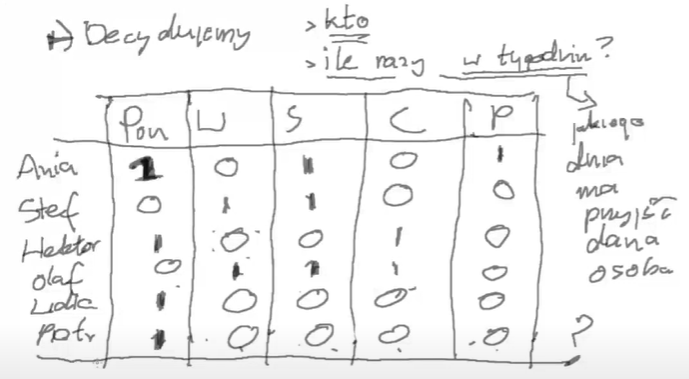 →) Decydujemy > kto
> ile razy w tygodniu?
Pon W S C P jakiego
Ania 1 0 1 0 1 dnia
Stef 0 1 1 0 0 ma
przyjść
Hektor 1 0 0 1 0 dana
Olaf 0 1 1 1 0 osoba
Lidia 1 0 0 0 0
Piotr 1 0 0 0 0 ?